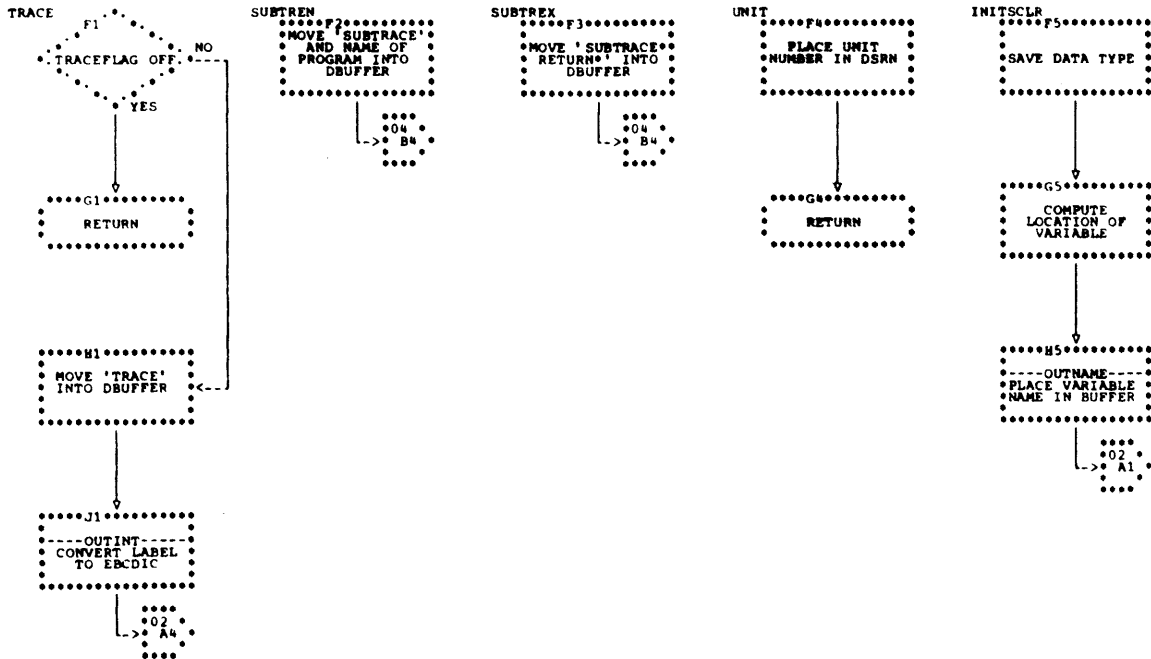 TRACE
F1
TRACEFLAG OFF
NO
YES
G1
RETURN
H1
MOVE 'TRACE'
INTO DBUFFER
J1
----OUTINT-----
CONVERT LABEL
TO EBCDIC
02
A4
SUBTREN
F2
MOVE 'SUBTRACE'
AND NAME OF
PROGRAM INTO
DBUFFER
04
B4
SUBTREX
F3
MOVE 'SUBTRACE
RETURN' INTO
DBUFFER
04
B4
UNIT
F4
PLACE UNIT
NUMBER IN DSRN
G4
RETURN
INITSCLR
F5
SAVE DATA TYPE
G5
COMPUTE
LOCATION OF
VARIABLE
H5
----OUTNAME----
PLACE VARIABLE
NAME IN BUFFER
02
A1